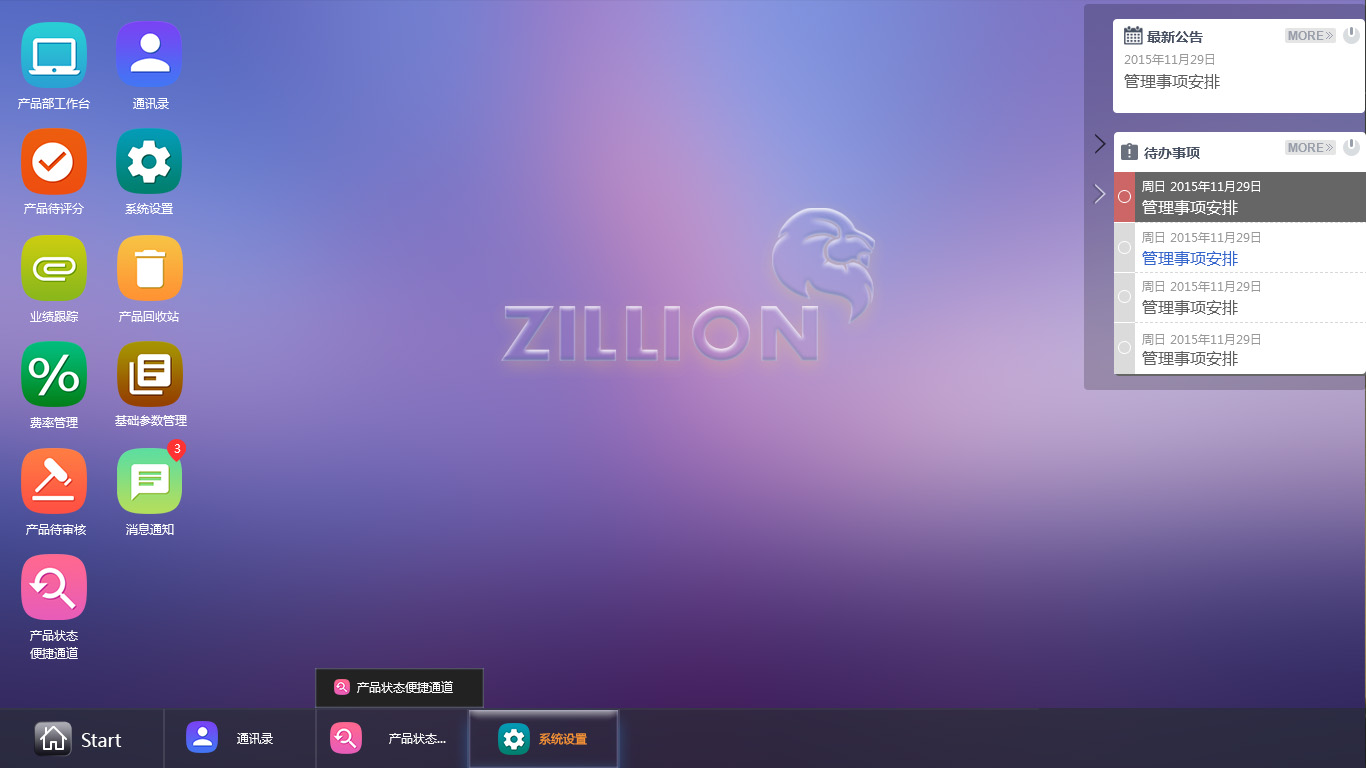 产品部工作台
通讯录
产品待评分
系统设置
业绩跟踪
产品回收站
费率管理
基础参数管理
3
产品待审核
消息通知
产品状态
便捷通道
ZILLION
最新公告
MORE»
2015年11月29日
管理事项安排
待办事项
MORE»
周日 2015年11月29日
管理事项安排
周日 2015年11月29日
管理事项安排
周日 2015年11月29日
管理事项安排
周日 2015年11月29日
管理事项安排
产品状态便捷通道
Start
通讯录
产品状态...
系统设置